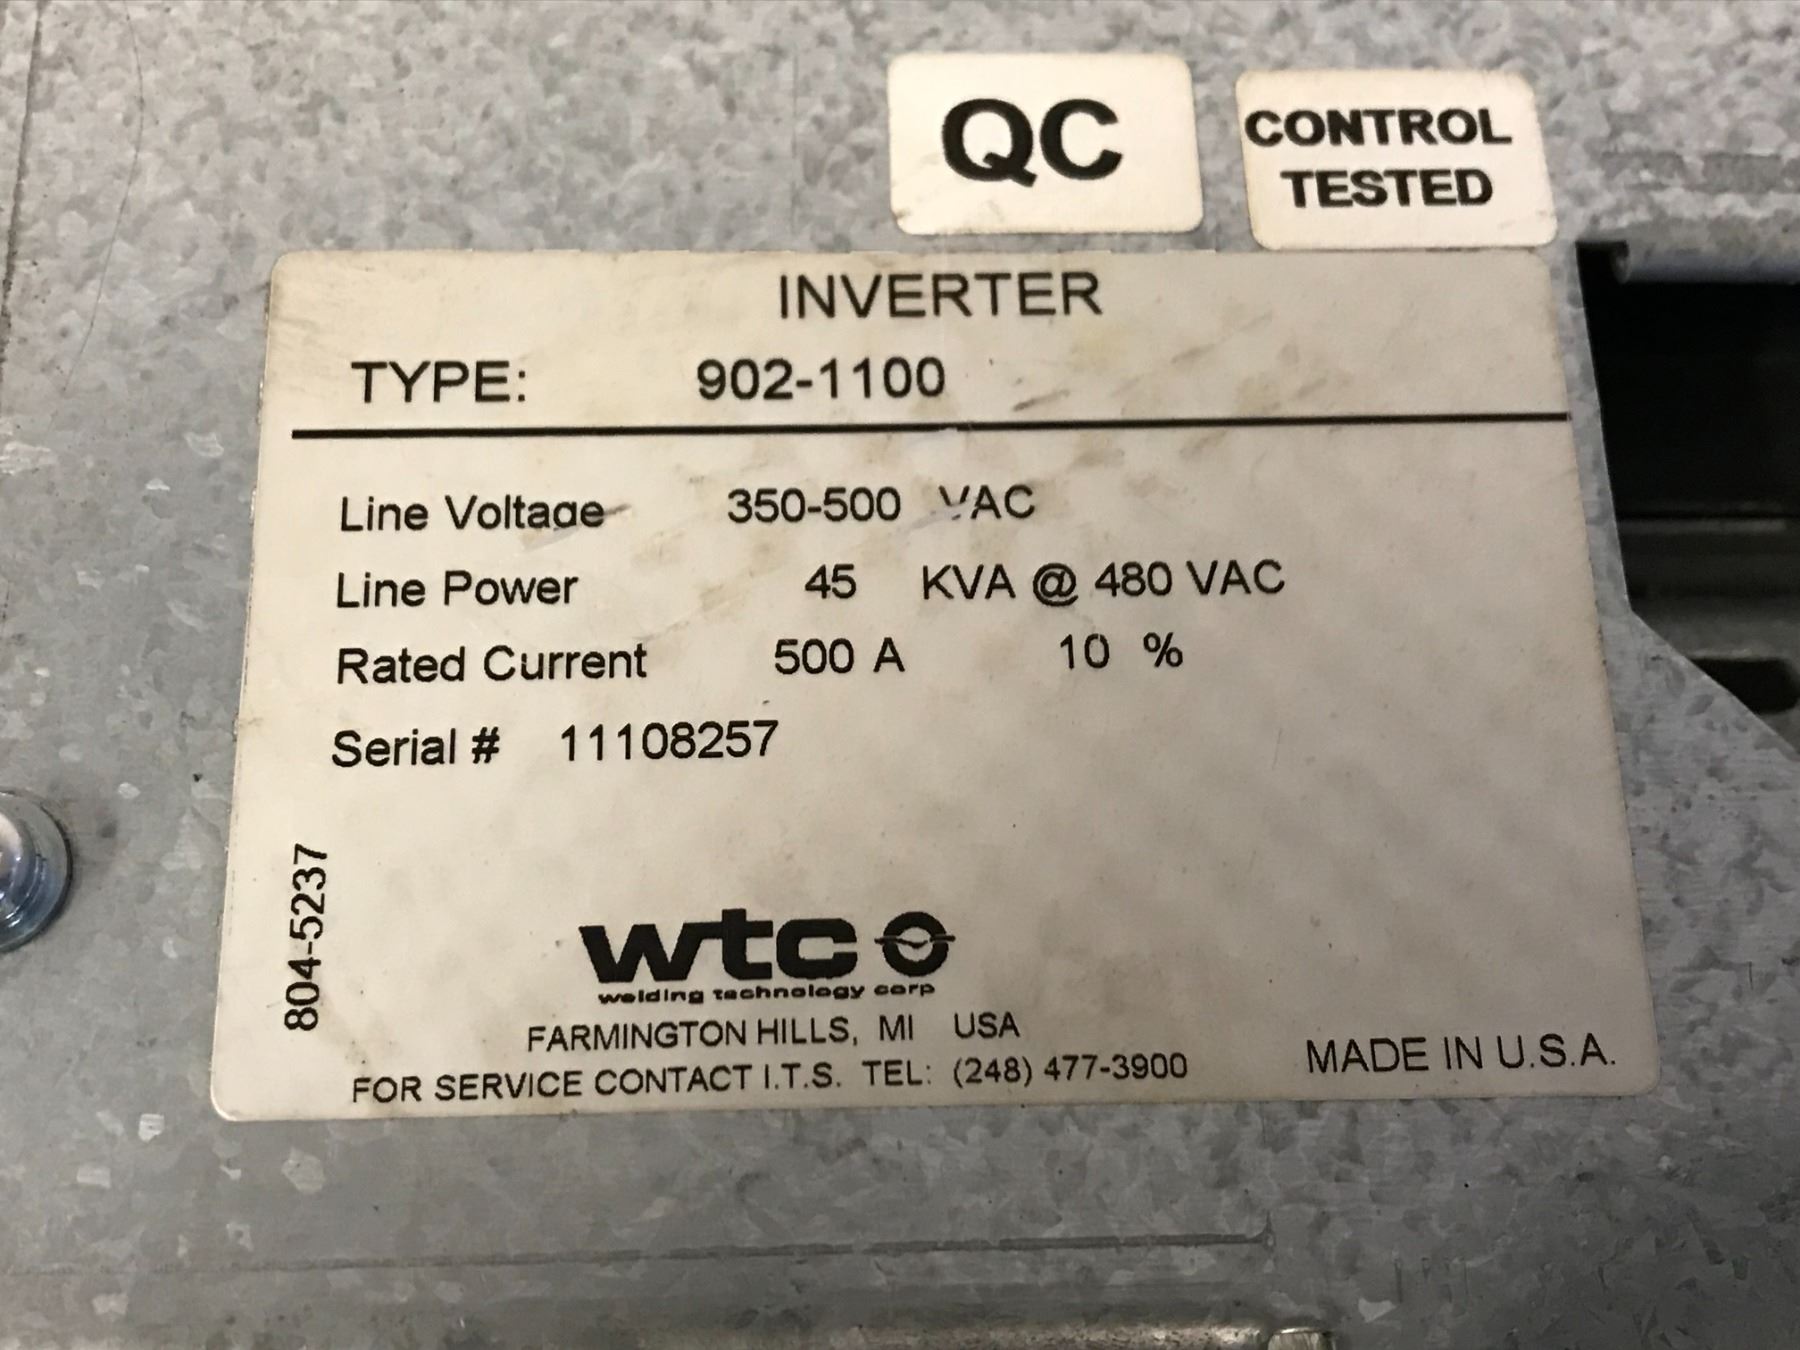 QC
CONTROL
TESTED
INVERTER
TYPE: 902-1100
Line Voltage 350-500 VAC
Line Power 45 KVA @ 480 VAC
Rated Current 500 A 10 %
Serial # 11108257
804-5237
wtc
welding technology corp
FARMINGTON HILLS, MI USA
FOR SERVICE CONTACT I.T.S. TEL: (248) 477-3900
MADE IN U.S.A.